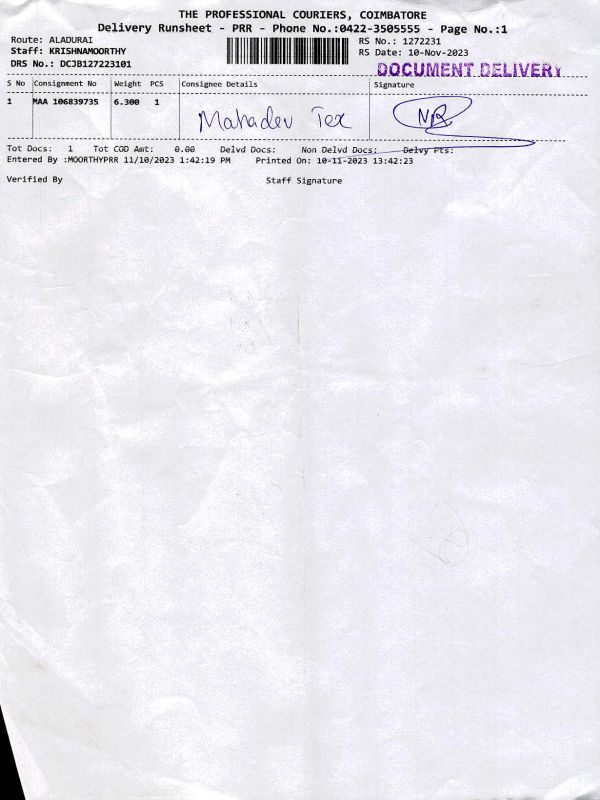 THE PROFESSIONAL COURIERS, COIMBATORE
Delivery Runsheet - PRR - Phone No.:0422-3505555 - Page No.:1
Route: ALADURAI
RS No.: 1272231
Staff: KRISHNAMOORTHY
RS Date: 10-Nov-2023
DRS No.: DCJB127223101
DOCUMENT DELIVERY
S No Consignment No Weight PCS Consignee Details Signature
1 MAA 106839735 6.300 1
Mahadev Tex
Tot Docs: 1 Tot COD Amt: 0.00 Delvd Docs: Non Delvd Docs: Delvy Pts:
Entered By :MOORTHYPRR 11/10/2023 1:42:19 PM Printed On: 10-11-2023 13:42:23
Verified By Staff Signature